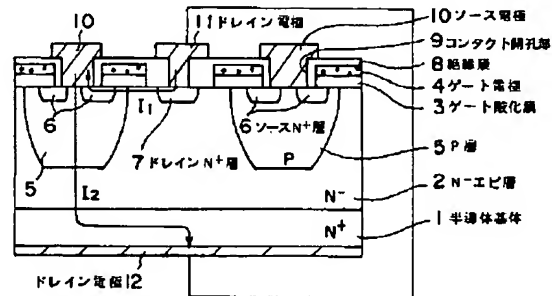 10
11ドレイン電極
10ソース電極
9コンタクト開孔部
8絶縁膜
4ゲート電極
3ゲート酸化膜
I1
6
7ドレインN+層
6ソースN+層
P
5P層
5
I2
N-
2N-エピ層
N+
1半導体基体
ドレイン電極12